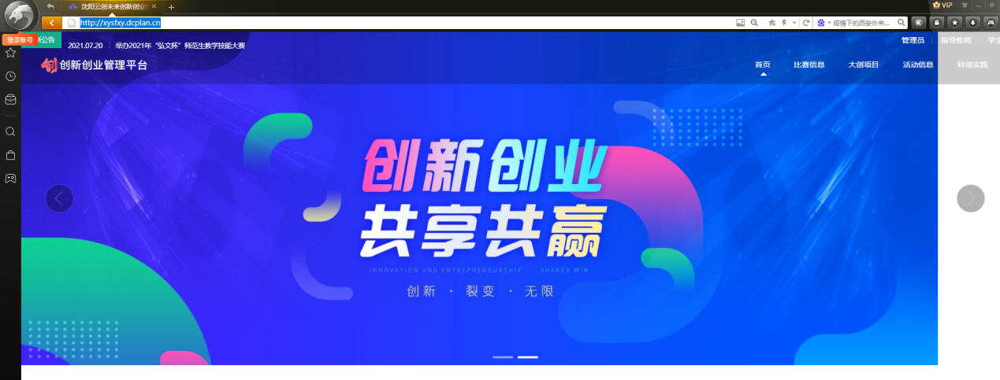 沈阳云创未来创新创业
VIP
http://xysfxy.dcplan.cn
疫情下的西安外来...
登录账号
新公告
2021.07.20
举办2021年“弘文杯”师范生教学技能大赛
管理员
指导教师
学生
创新创业管理平台
首页
比赛信息
大创项目
活动信息
科创实践
创新创业
共享共赢
INNOVATION AND ENTREPRENEURSHIP . SHARED WIN
创新 · 裂变 · 无限